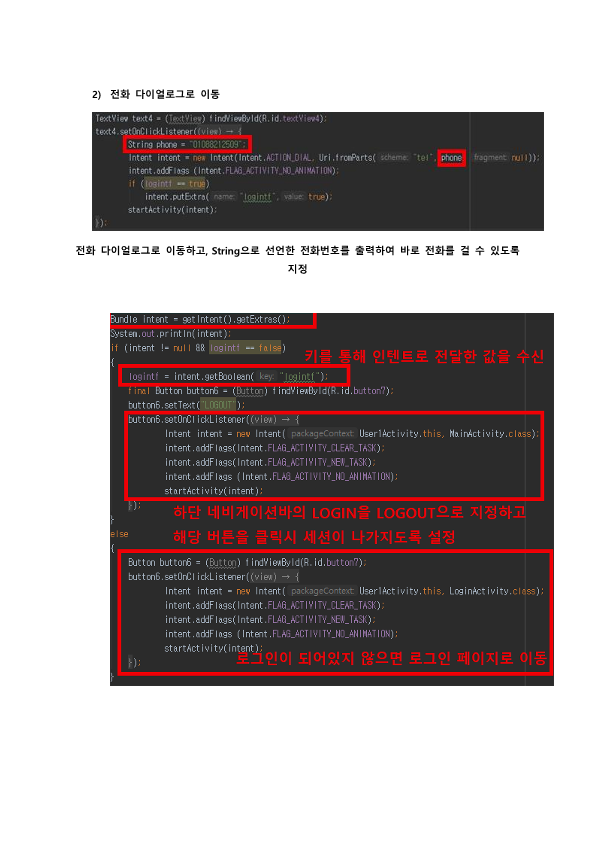 2) 전화 다이얼로그로 이동
TextView text4 = (TextView) findViewById(R.id.textView4);
text4.setOnClickListener((view) → {
String phone = "01088212509";
Intent intent = new Intent(Intent.ACTION_DIAL, Uri.fromParts( scheme: "tel", phone, fragment: null));
intent.addFlags (Intent.FLAG_ACTIVITY_NO_ANIMATION);
if (logintf == true)
intent.putExtra( name: "logintf", value: true);
startActivity(intent);
});
전화 다이얼로그로 이동하고, String으로 선언한 전화번호를 출력하여 바로 전화를 걸 수 있도록
지정
Bundle intent = getIntent().getExtras();
System.out.println(intent);
if (intent != null && logintf == false)
키를 통해 인텐트로 전달한 값을 수신
{
logintf = intent.getBoolean( key: "logintf");
final Button button6 = (Button) findViewById(R.id.button7);
button6.setText("LOGOUT");
button6.setOnClickListener((view) → {
Intent intent = new Intent( packageContext: User1Activity.this, MainActivity.class);
intent.addFlags(Intent.FLAG_ACTIVITY_CLEAR_TASK);
intent.addFlags(Intent.FLAG_ACTIVITY_NEW_TASK);
intent.addFlags (Intent.FLAG_ACTIVITY_NO_ANIMATION);
startActivity(intent);
});
하단 네비게이션바의 LOGIN을 LOGOUT으로 지정하고
}
else
해당 버튼을 클릭시 세션이 나가지도록 설정
{
Button button6 = (Button) findViewById(R.id.button7);
button6.setOnClickListener((view) → {
Intent intent = new Intent( packageContext: User1Activity.this, LoginActivity.class);
intent.addFlags(Intent.FLAG_ACTIVITY_CLEAR_TASK);
intent.addFlags(Intent.FLAG_ACTIVITY_NEW_TASK);
intent.addFlags (Intent.FLAG_ACTIVITY_NO_ANIMATION);
startActivity(intent);
로그인이 되어있지 않으면 로그인 페이지로 이동
});
}